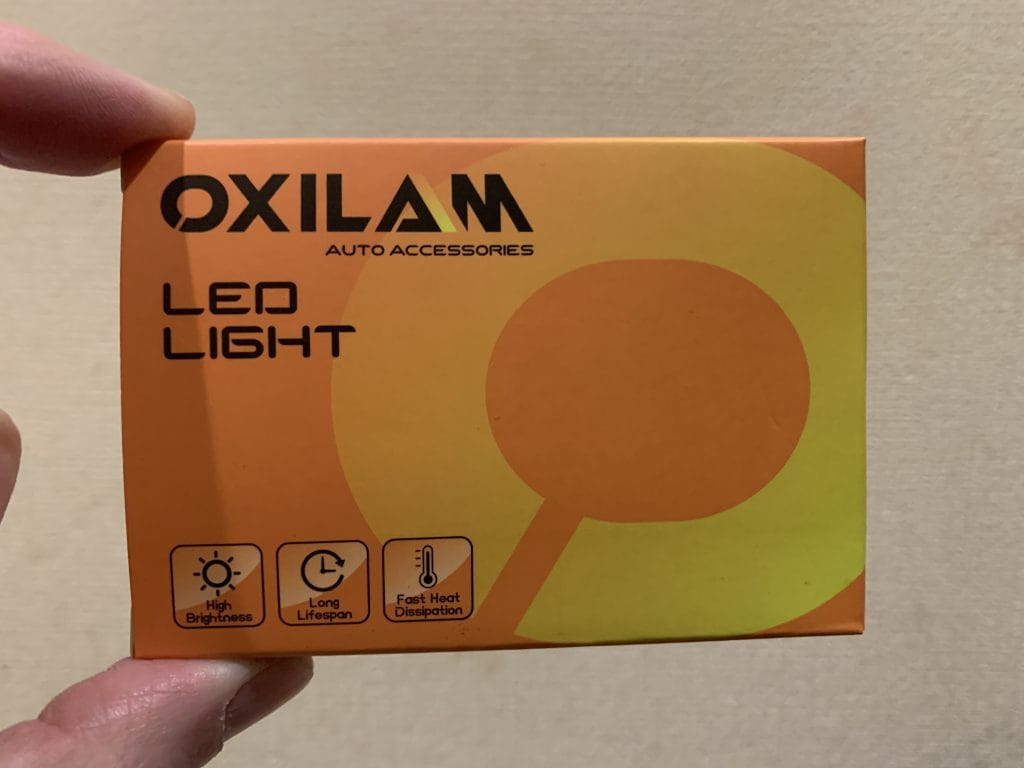 OXILAM
AUTO ACCESSORIES
LED
LIGHT
High
Brightness
Long
Lifespan
Fast Heat
Dissipation